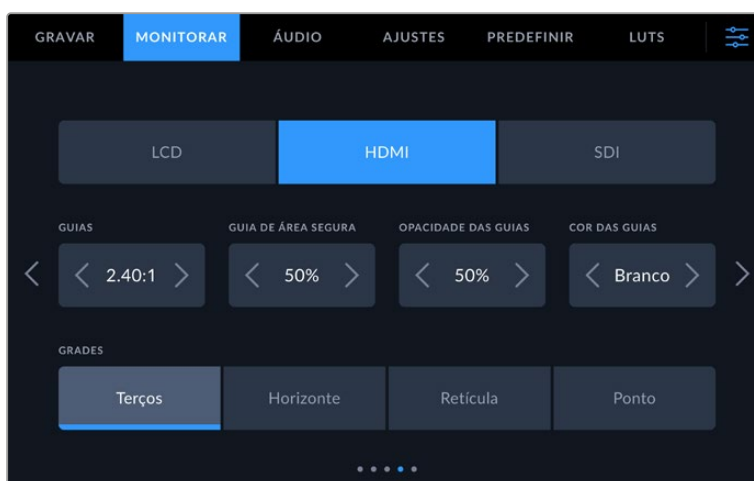 GRAVAR MONITORAR ÁUDIO AJUSTES PREDEFINIR LUTS
LCD HDMI SDI
GUIAS GUIA DE ÁREA SEGURA OPACIDADE DAS GUIAS COR DAS GUIAS
2.40:1 50% 50% Branco
GRADES
Terços Horizonte Retícula Ponto